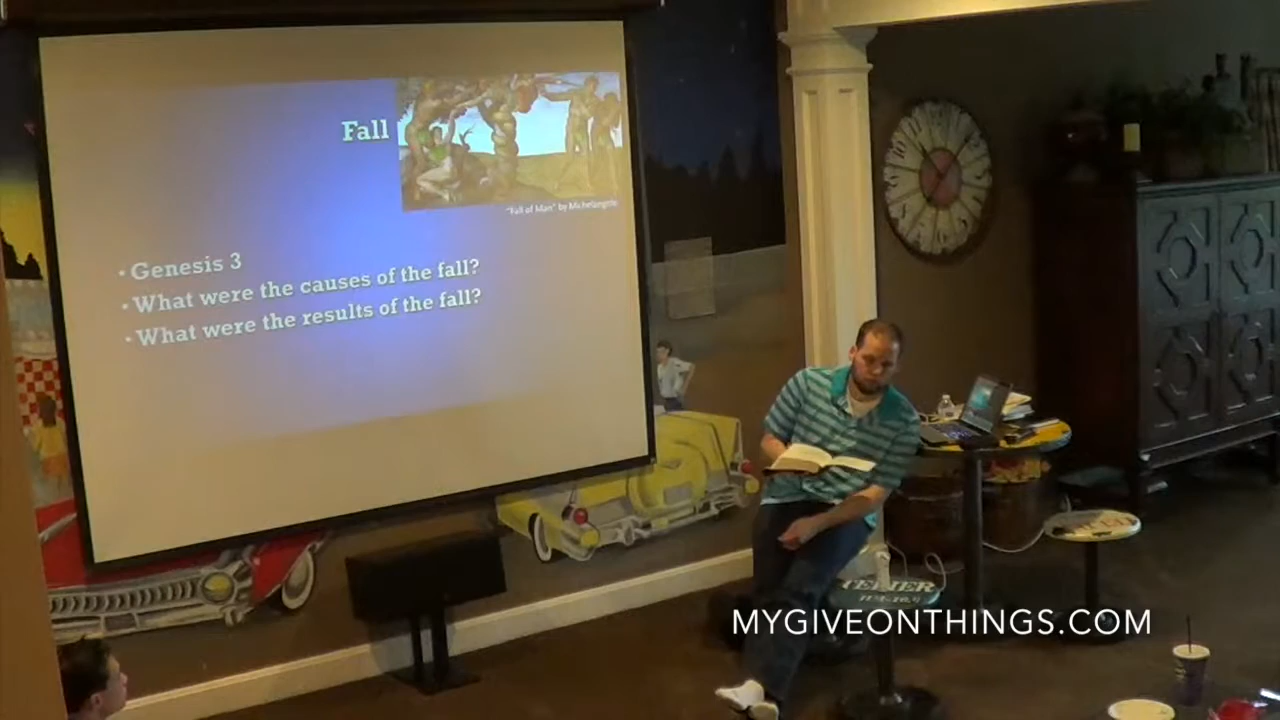 Fall
"Fall of Man" by Michelangelo
• Genesis 3
• What were the causes of the fall?
• What were the results of the fall?
MYGIVEONTHINGS.COM